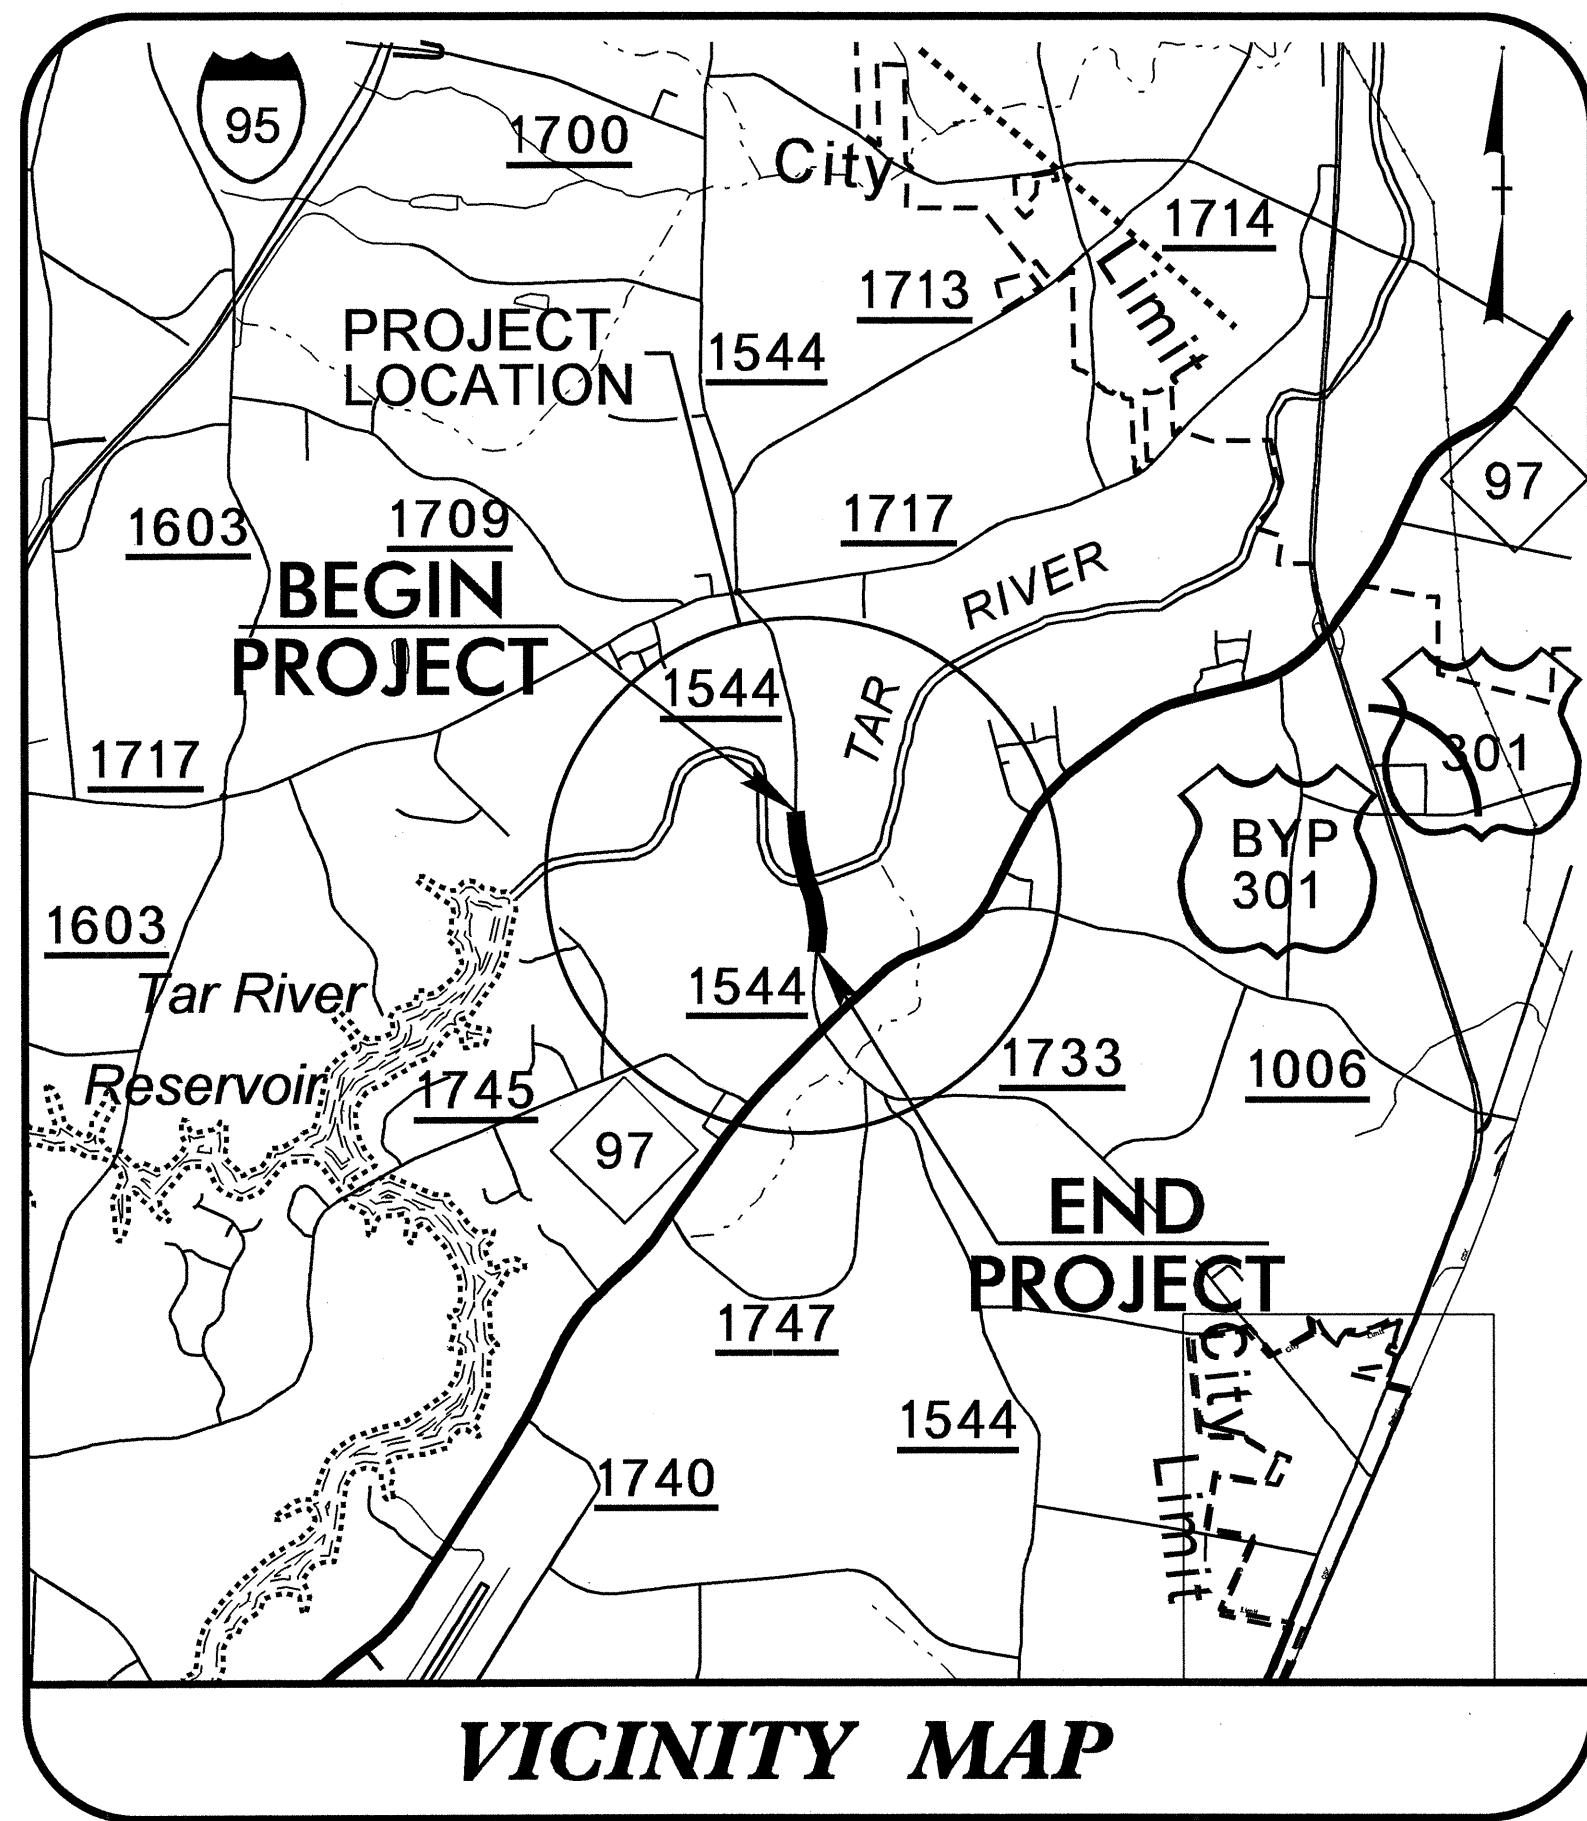 95
1700
City
1714
Limit
1713
PROJECT
LOCATION
1544
97
1603
1709
1717
RIVER
BEGIN
PROJECT
1544
TAR
1717
301
BYP
301
1603
Tar River
1544
Reservoir
1745
1733
1006
97
END
PROJECT
1747
City
1544
Limit
1740
VICINITY MAP